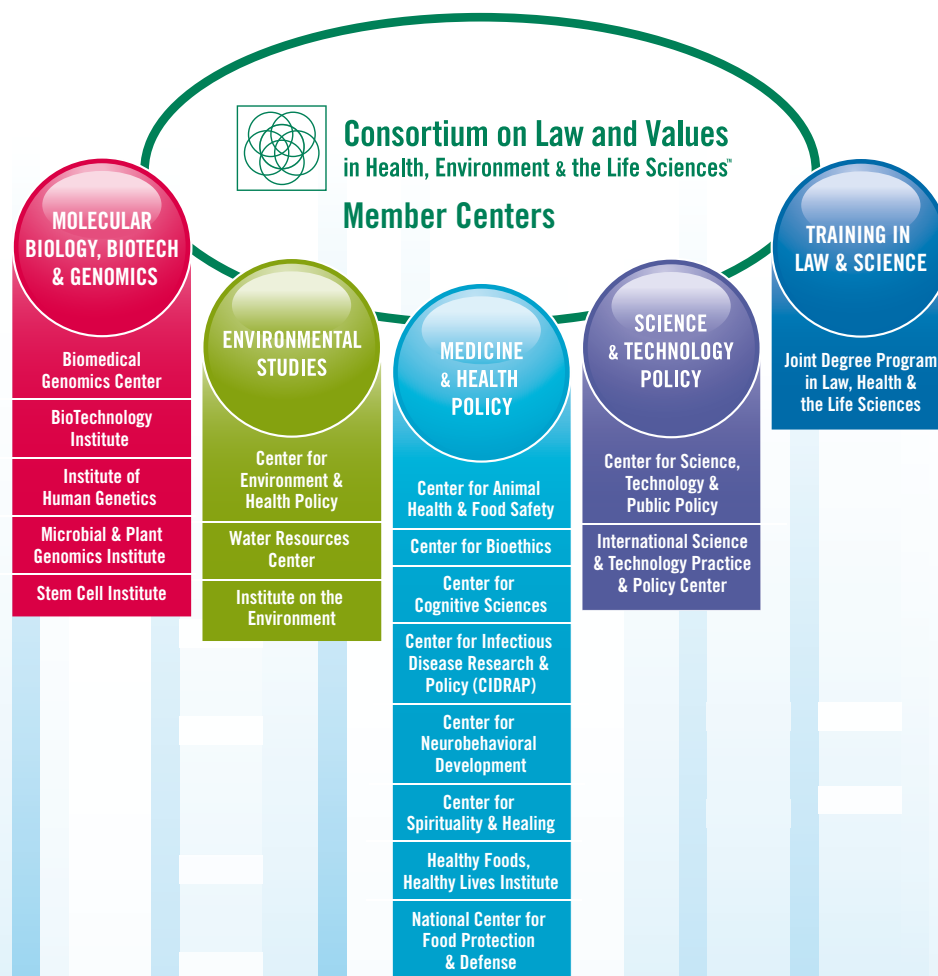 Consortium on Law and Values
in Health, Environment & the Life Sciences™
Member Centers
MOLECULAR
BIOLOGY, BIOTECH
& GENOMICS
Biomedical
Genomics Center
BioTechnology
Institute
Institute of
Human Genetics
Microbial & Plant
Genomics Institute
Stem Cell Institute
ENVIRONMENTAL
STUDIES
Center for
Environment &
Health Policy
Water Resources
Center
Institute on the
Environment
MEDICINE
& HEALTH
POLICY
Center for Animal
Health & Food Safety
Center for Bioethics
Center for
Cognitive Sciences
Center for Infectious
Disease Research &
Policy (CIDRAP)
Center for
Neurobehavioral
Development
Center for
Spirituality & Healing
Healthy Foods,
Healthy Lives Institute
National Center for
Food Protection
& Defense
SCIENCE
& TECHNOLOGY
POLICY
Center for Science,
Technology &
Public Policy
International Science
& Technology Practice
& Policy Center
TRAINING IN
LAW & SCIENCE
Joint Degree Program
in Law, Health &
the Life Sciences